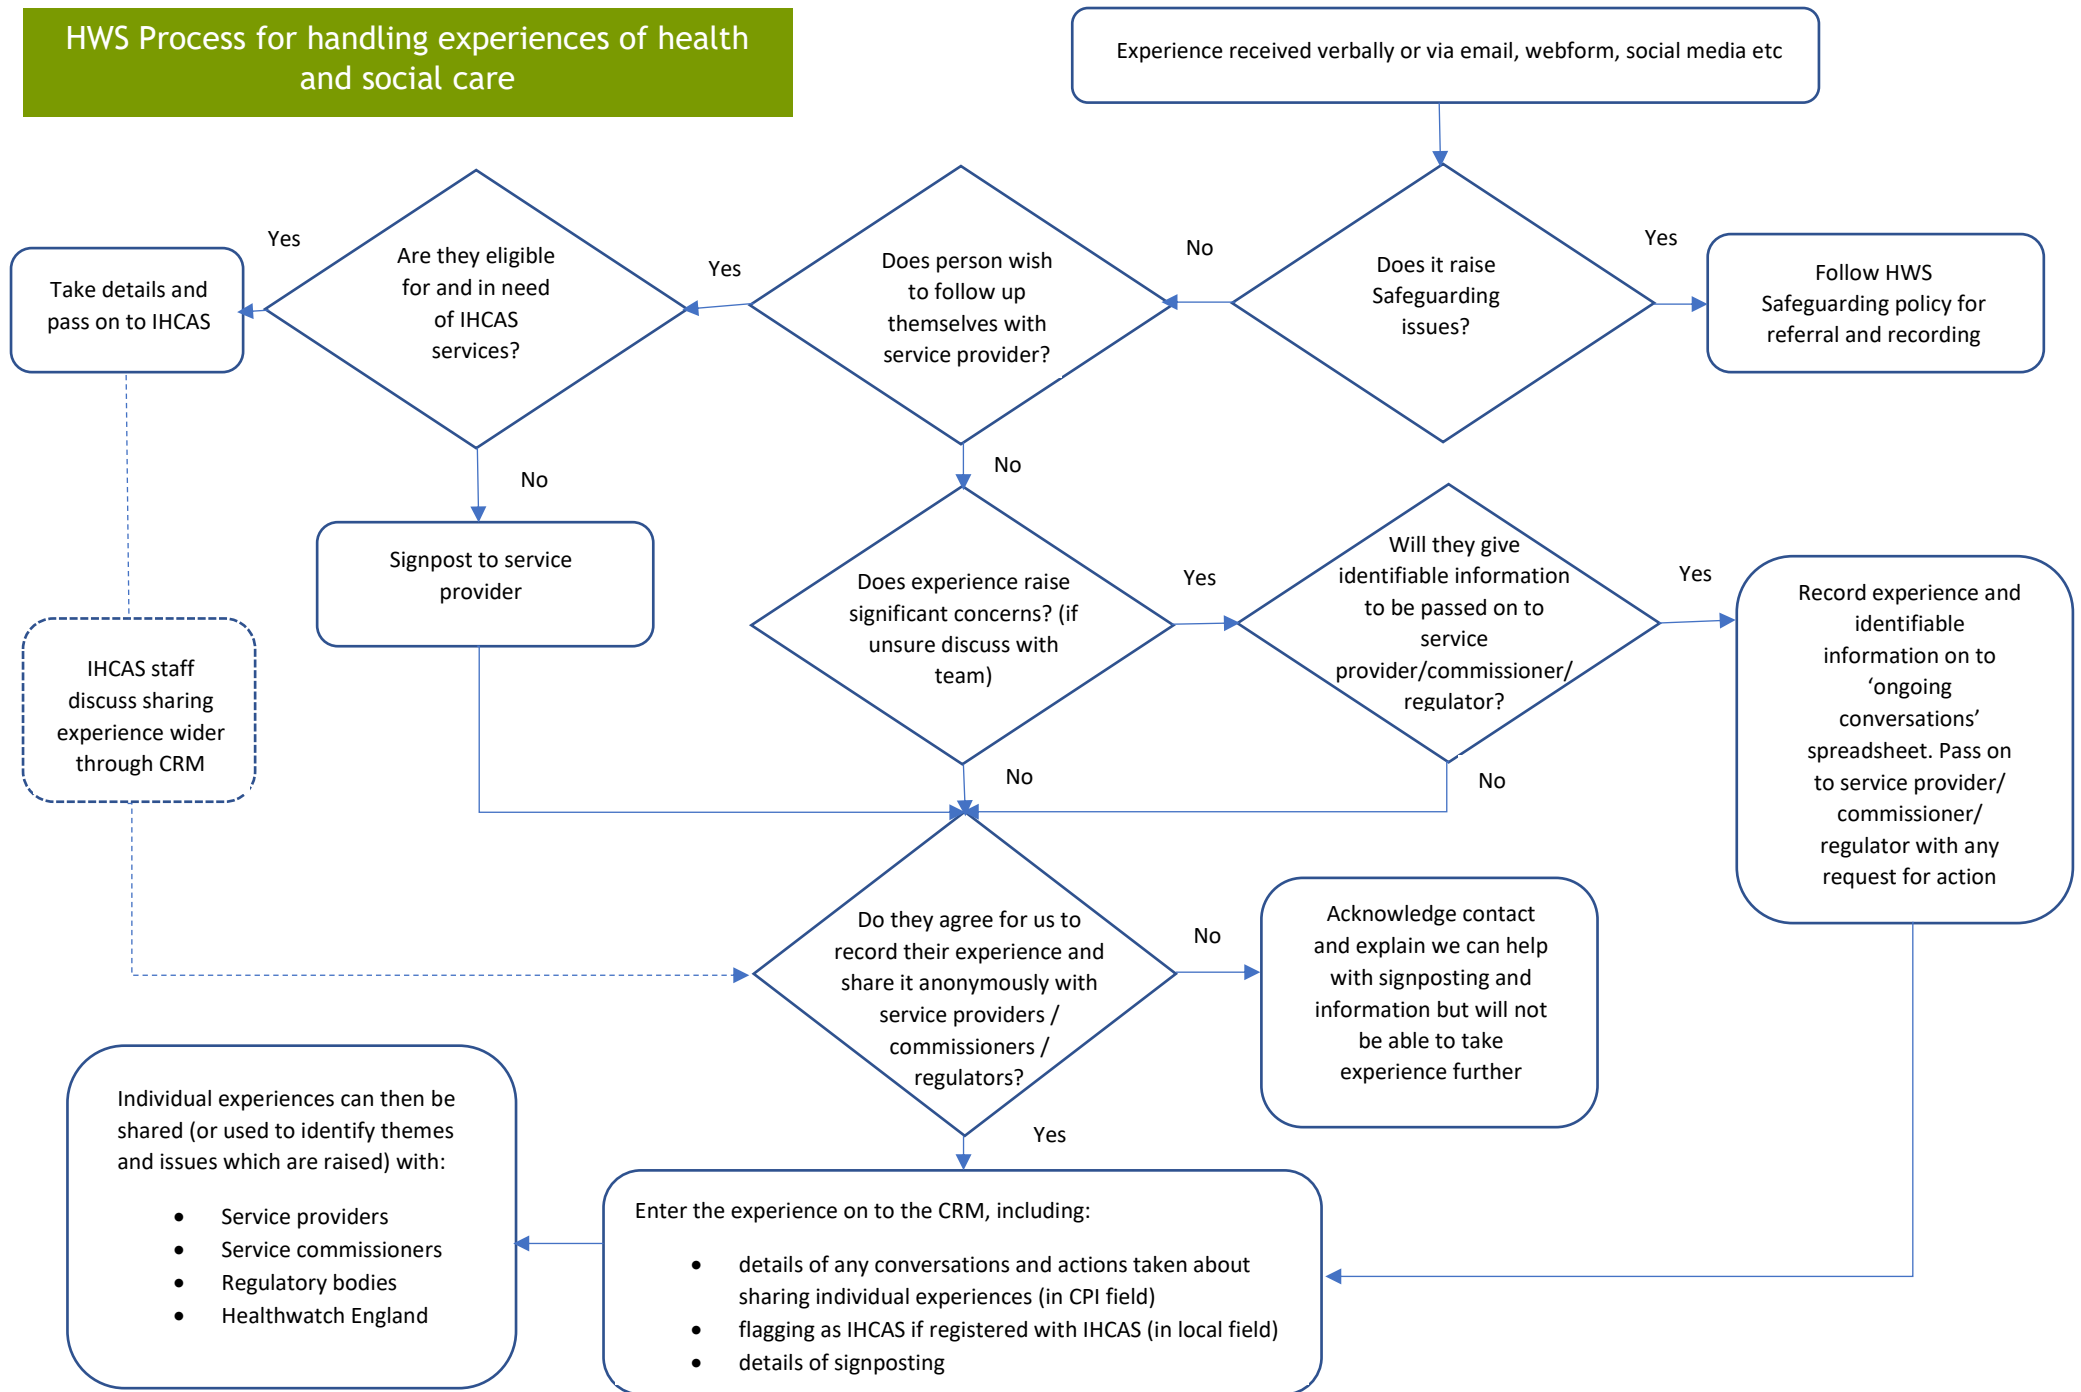 HWS Process for handling experiences of health
and social care
Experience received verbally or via email, webform, social media etc
Does it raise
Safeguarding
issues?
Yes
Follow HWS
Safeguarding policy for
referral and recording
No
Does person wish
to follow up
themselves with
service provider?
Yes
Are they eligible
for and in need
of IHCAS
services?
Yes
Take details and
pass on to IHCAS
No
Signpost to service
provider
IHCAS staff
discuss sharing
experience wider
through CRM
No
Does experience raise
significant concerns? (if
unsure discuss with
team)
Yes
Will they give
identifiable information
to be passed on to
service
provider/commissioner/
regulator?
Yes
Record experience and
identifiable
information on to
‘ongoing
conversations’
spreadsheet. Pass on
to service provider/
commissioner/
regulator with any
request for action
No
No
Do they agree for us to
record their experience and
share it anonymously with
service providers /
commissioners /
regulators?
No
Acknowledge contact
and explain we can help
with signposting and
information but will not
be able to take
experience further
Yes
Enter the experience on to the CRM, including:
• details of any conversations and actions taken about
sharing individual experiences (in CPI field)
• flagging as IHCAS if registered with IHCAS (in local field)
• details of signposting
Individual experiences can then be
shared (or used to identify themes
and issues which are raised) with:
• Service providers
• Service commissioners
• Regulatory bodies
• Healthwatch England